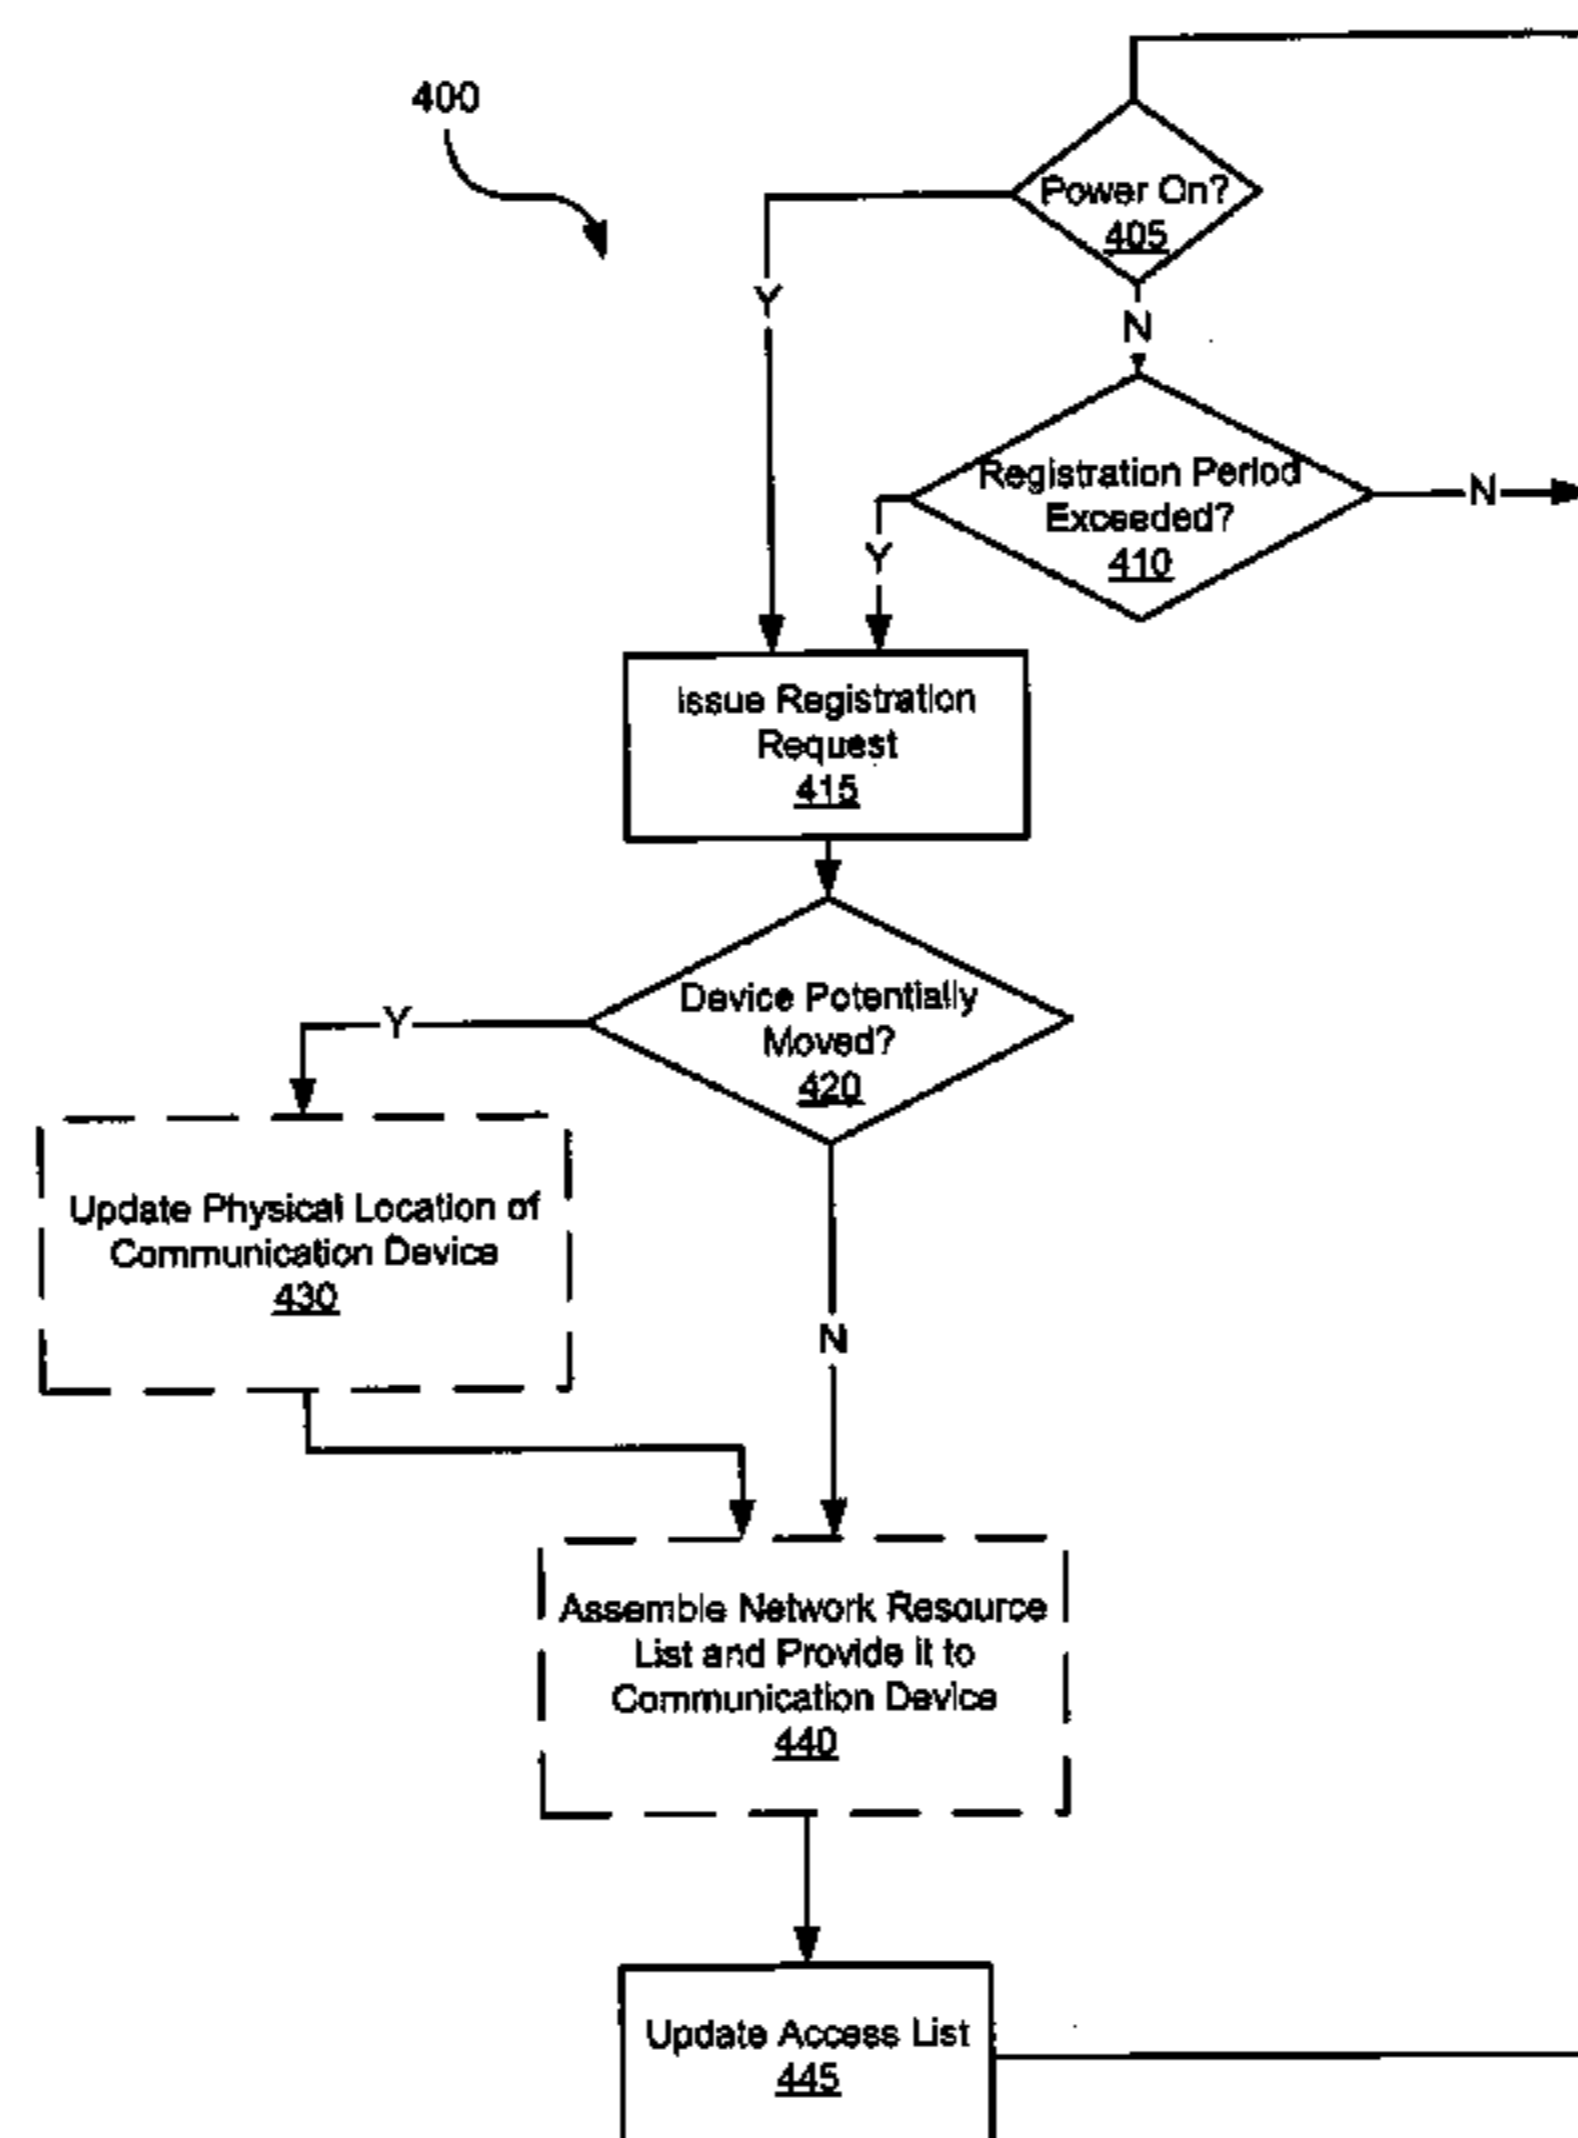 400
Power On?
405
Y
N
Registration Period
Exceeded?
410
N
Y
Issue Registration
Request
415
Device Potentially
Moved?
420
Y
Update Physical Location of
Communication Device
430
N
Assemble Network Resource
List and Provide it to
Communication Device
440
Update Access List
445